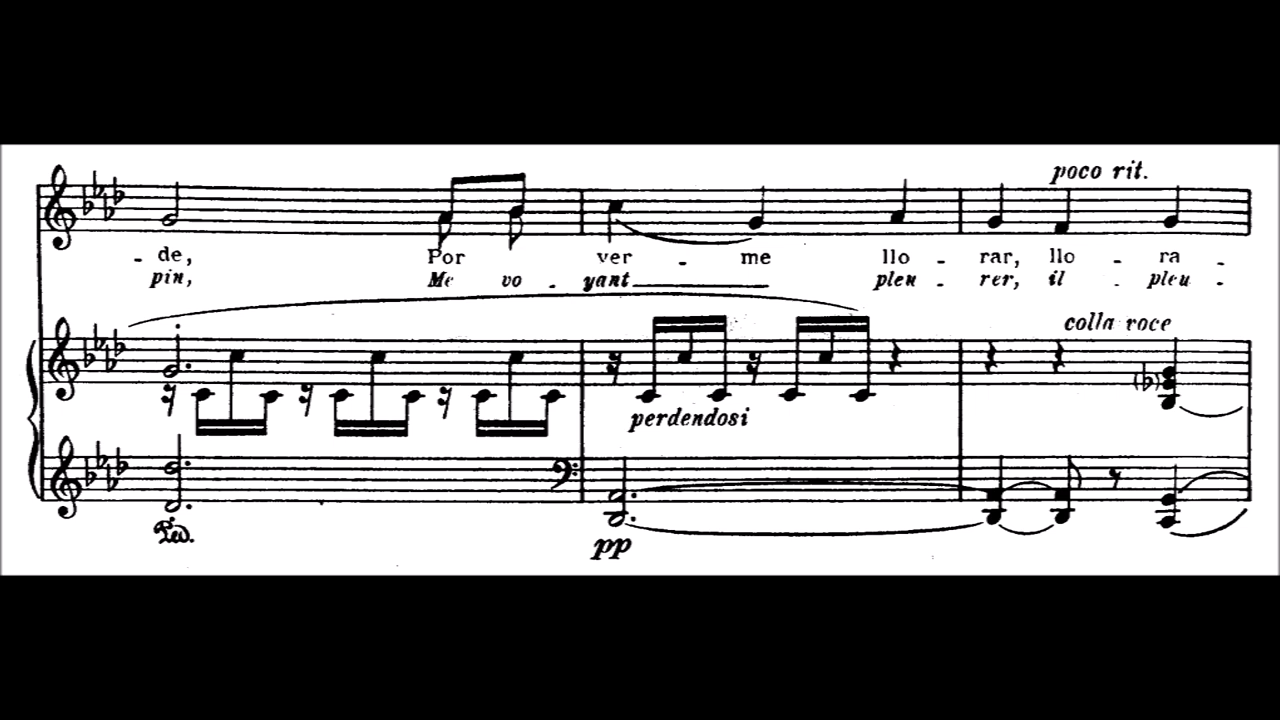 poco rit.
- de, Por ver - me llo - rar, llo - ra -
pin, Me vo - yant pleu - rer, il - pleu -
colla voce
perdendosi
Ped.
pp